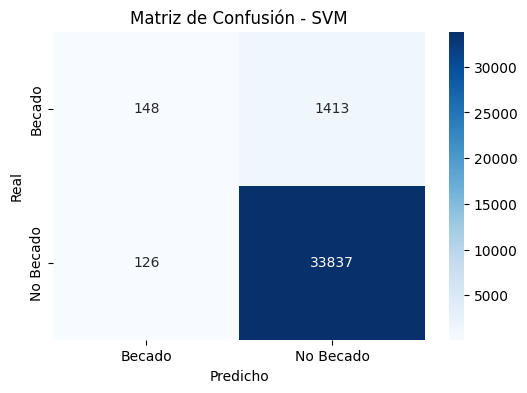 Matriz de Confusión - SVM
Becado
No Becado
Real
148
1413
126
33837
Becado
No Becado
Predicho
30000
25000
20000
15000
10000
5000